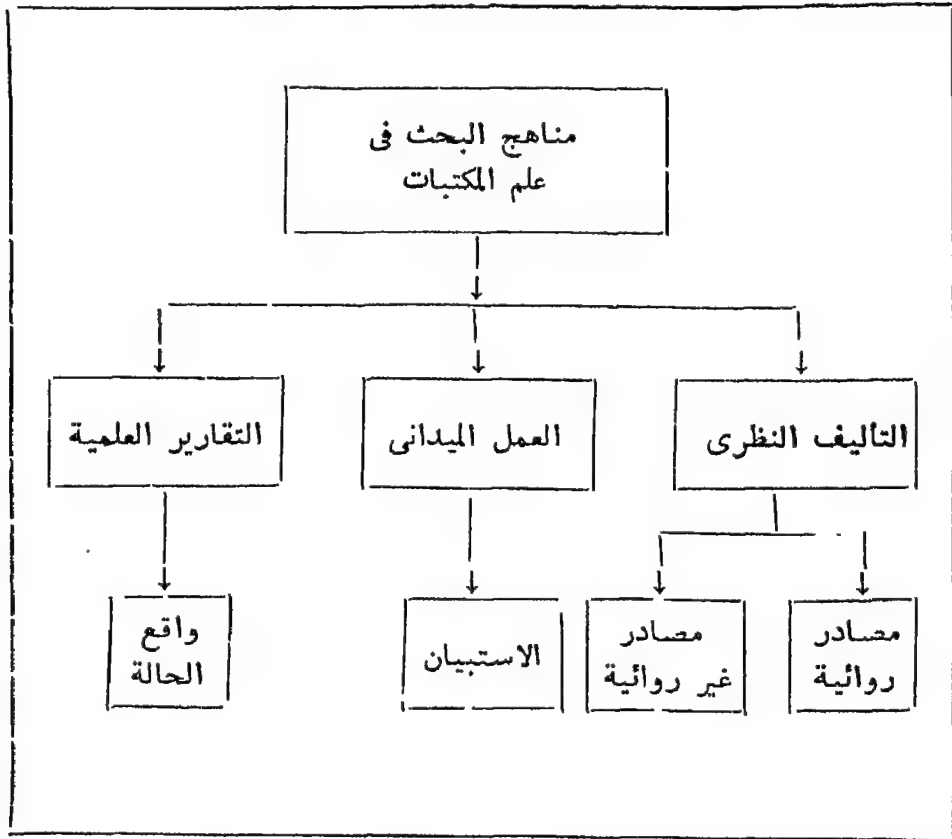 مناهج البحث فى
علم المكتبات
التأليف النظرى
العمل الميدانى
التقارير العلمية
مصادر
روائية
مصادر
غير روائية
الاستبيان
واقع
الحالة